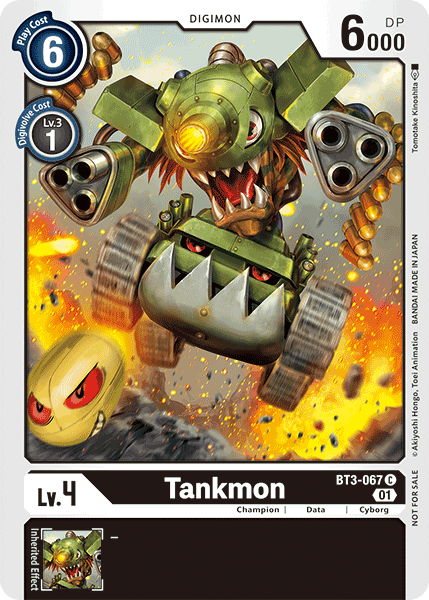 Play Cost
6
DIGIMON
DP
6000
Digivolve Cost
Lv.3
1
Tomotake Kinoshita
© Akiyoshi Hongo, Toei Animation BANDAI MADE IN JAPAN
NOT FOR SALE
Lv.4
Tankmon
BT3-067 C
01
Champion | Data | Cyborg
Inherited Effect
-